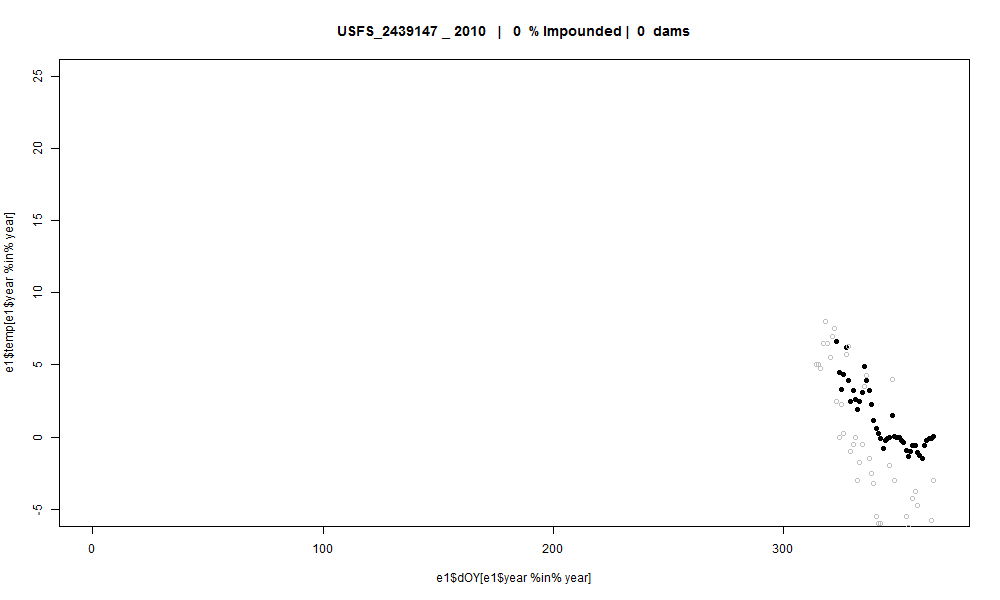 USFS_2439147 _ 2010 | 0 % Impounded | 0 dams
25
20
15
10
5
0
-5
e1$temp[e1$year %in% year]
0 100 200 300
e1$dOY[e1$year %in% year]